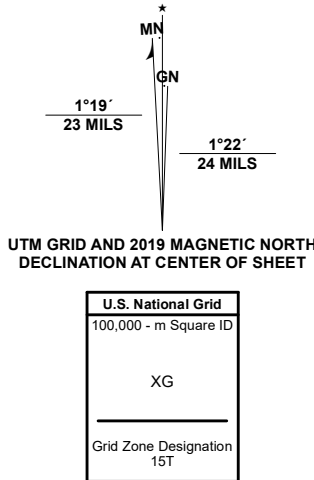 ★
MN
GN
1°19´
23 MILS
1°22´
24 MILS
UTM GRID AND 2019 MAGNETIC NORTH
DECLINATION AT CENTER OF SHEET
U.S. National Grid
100,000 - m Square ID
XG
Grid Zone Designation
15T